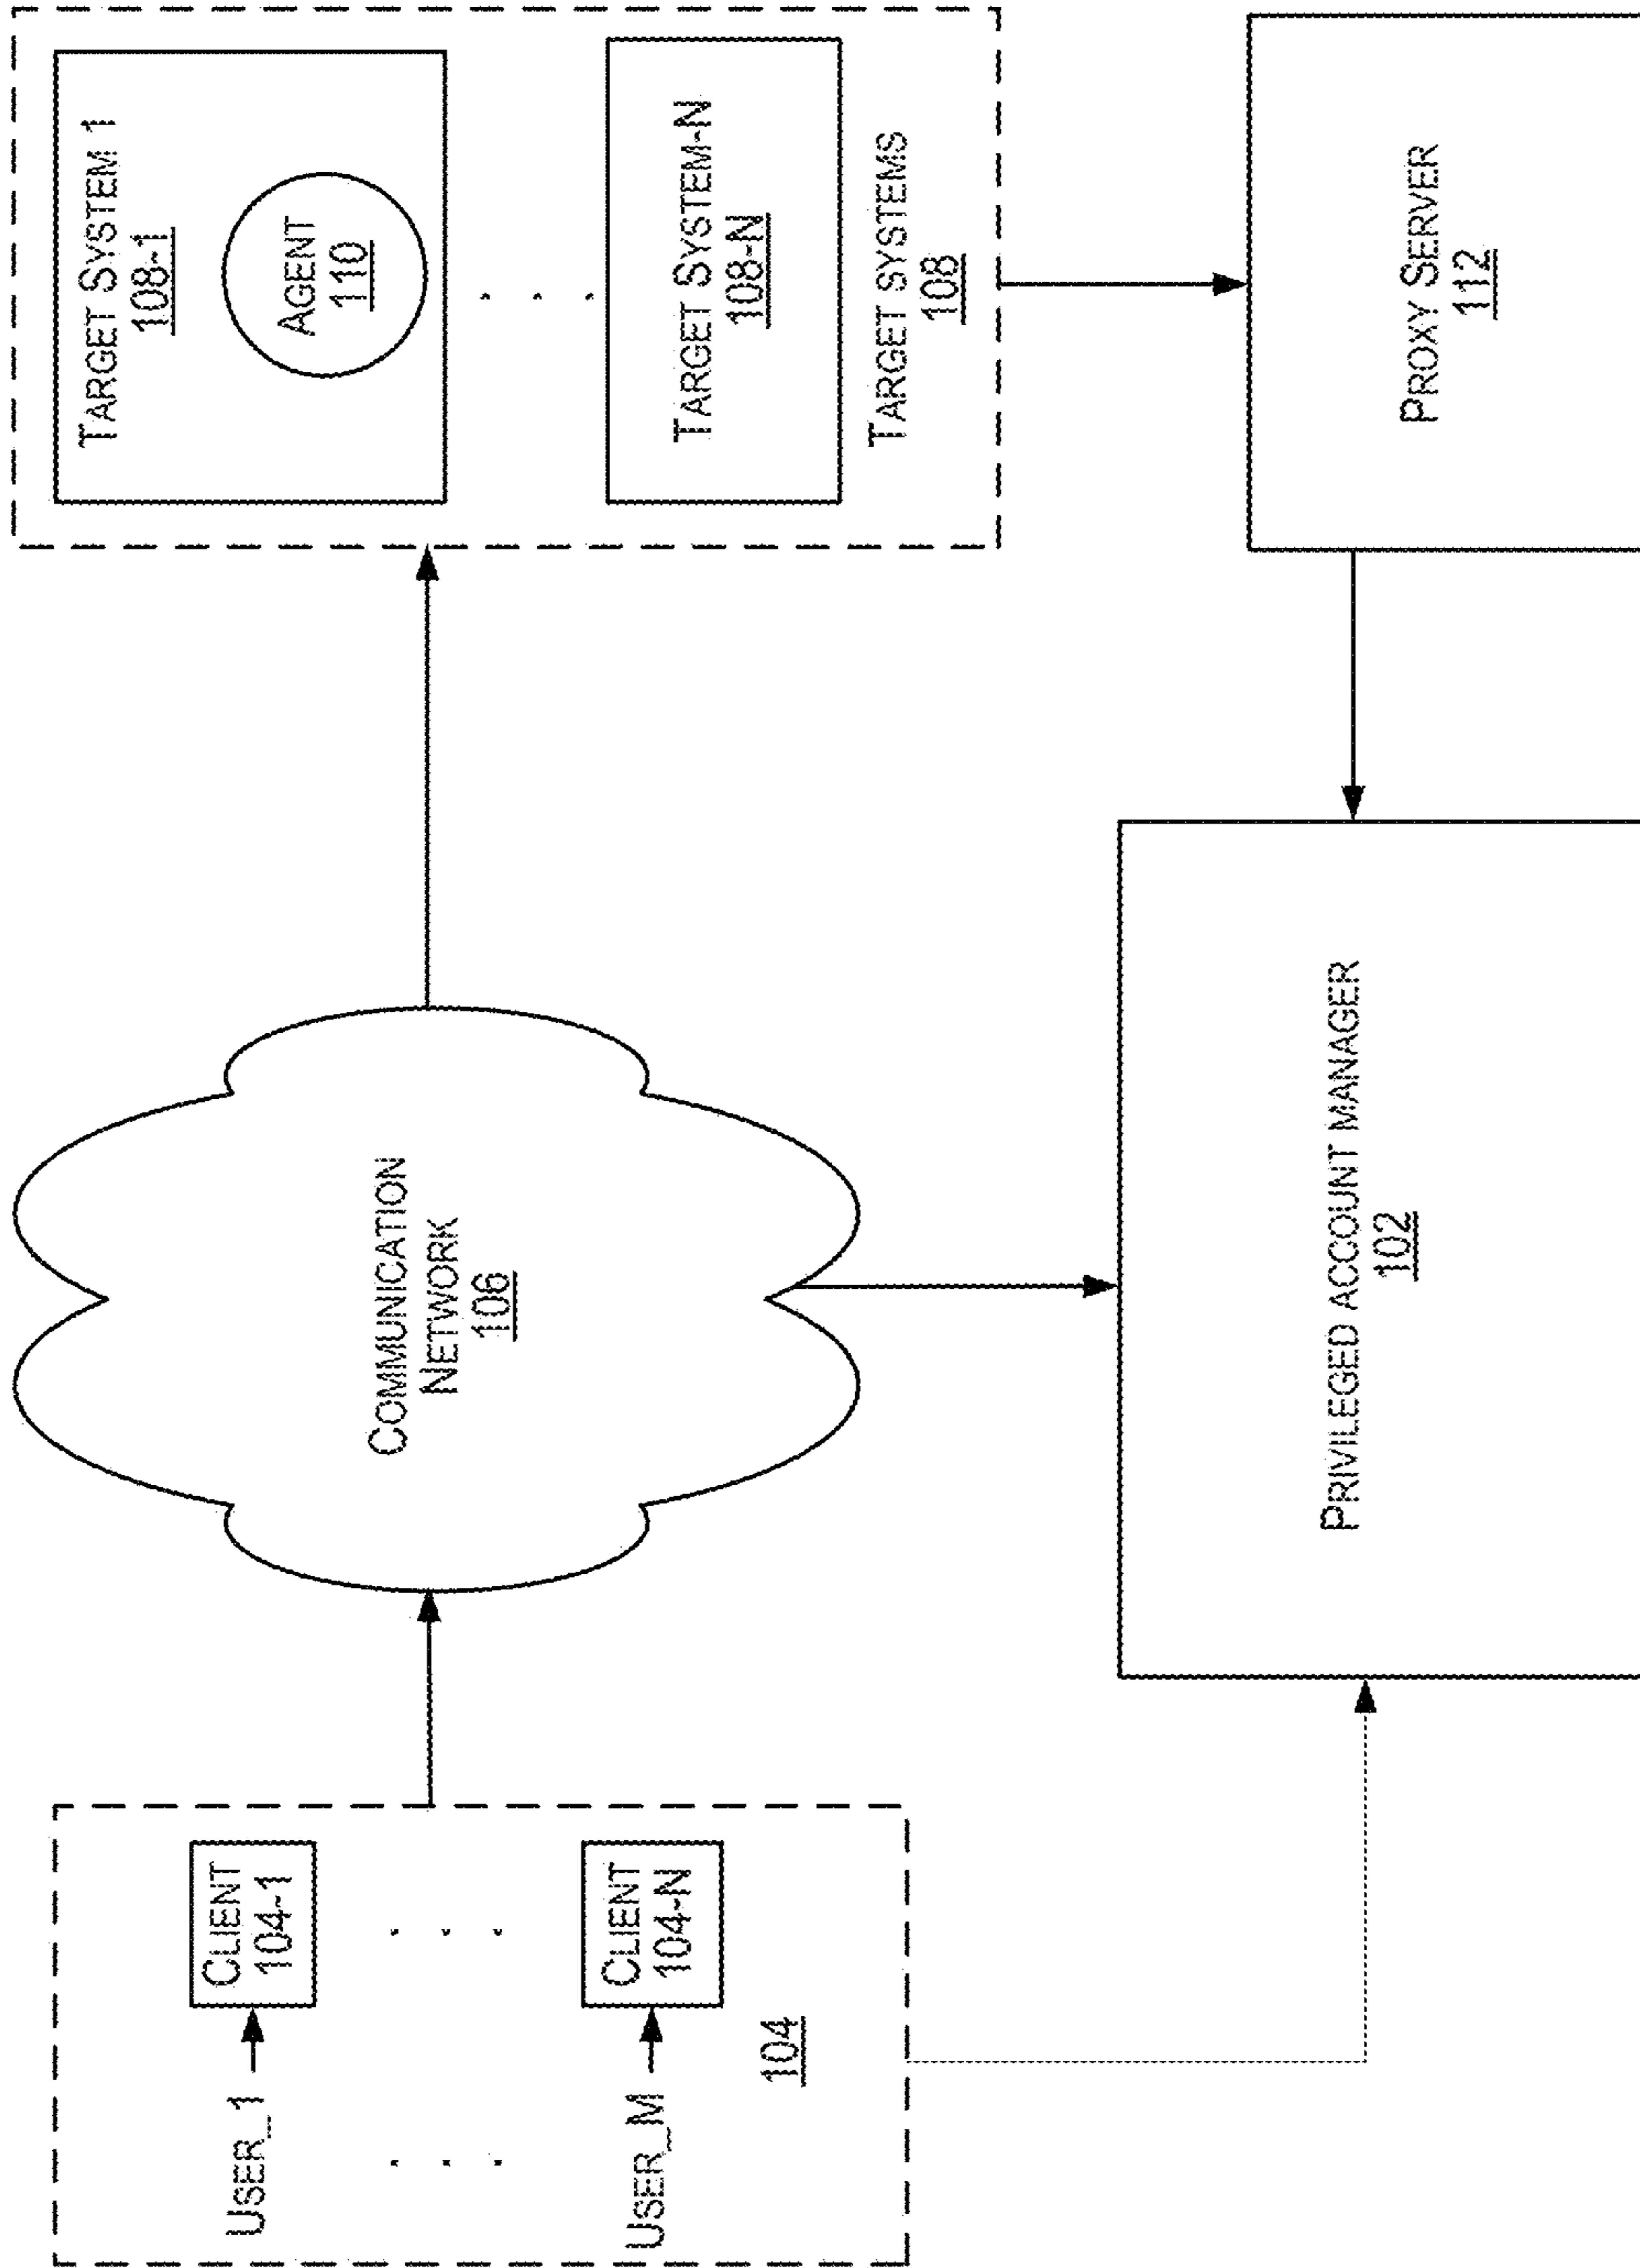 USER_1
CLIENT
104-1
. . .
. . .
USER_M
CLIENT
104-N
104
COMMUNICATION
NETWORK
106
TARGET SYSTEM 1
108-1
AGENT
110
. . .
TARGET SYSTEM-N
108-N
TARGET SYSTEMS
108
PRIVILEGED ACCOUNT MANAGER
102
PROXY SERVER
112